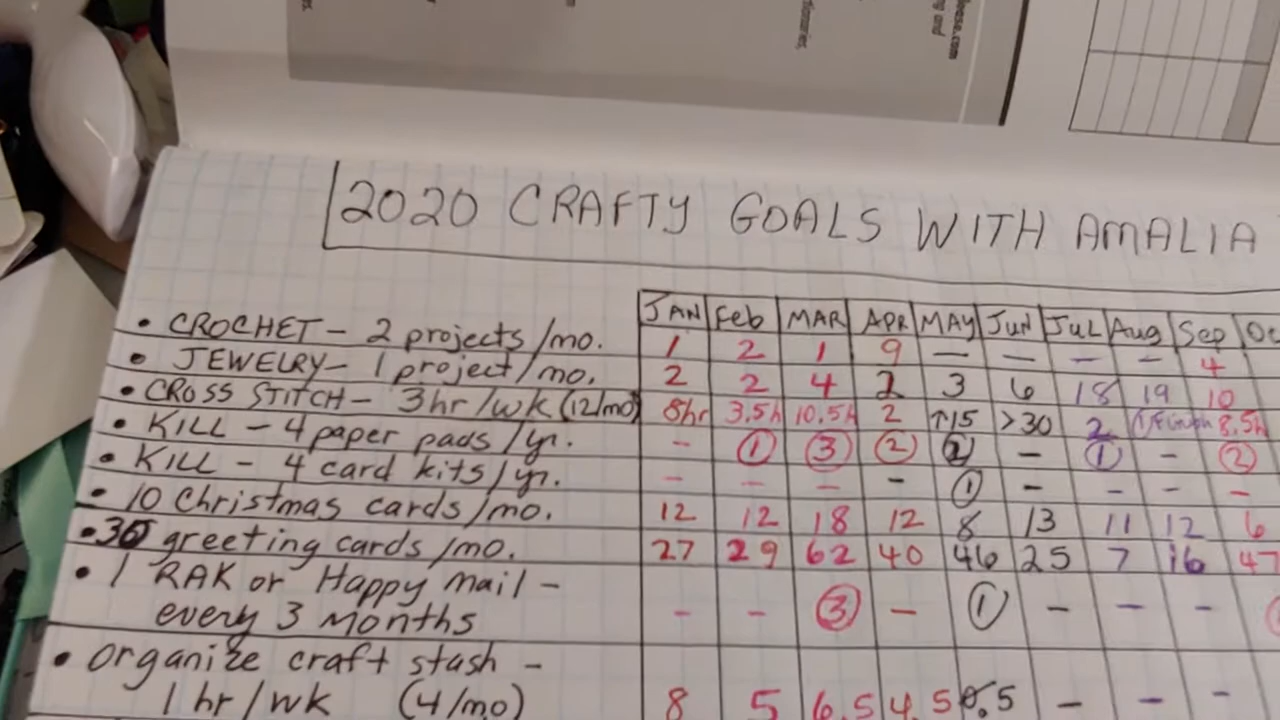 base.com
ng and
2020 CRAFTY GOALS WITH AMALIA
JAN Feb MAR APR MAY Jun Jul Aug Sep Oc
• CROCHET - 2 projects /mo. 1 2 1 9 — — — — 4
• JEWELRY - 1 project/mo. 2 2 4 2 3 6 18 19 10
• CROSS STITCH - 3hr/wk (12/mo) 8hr 3.5h 10.5h 2 ↑15 >30 2 8.5h
• KILL - 4 paper pads /yr. - 1 3 2 2 - 1 - 2
• KILL - 4 card kits/yr. - - - - 1 - - - -
• 10 Christmas cards /mo. 12 12 18 12 8 13 11 12 6
• 30 greeting cards /mo. 27 29 62 40 46 25 7 16 47
• 1 RAK or Happy Mail -
every 3 Months - - 3 - 1 - - -
• Organize craft stash -
1 hr/wk (4/mo) 8 5 6.5 4.5 .5 - - -